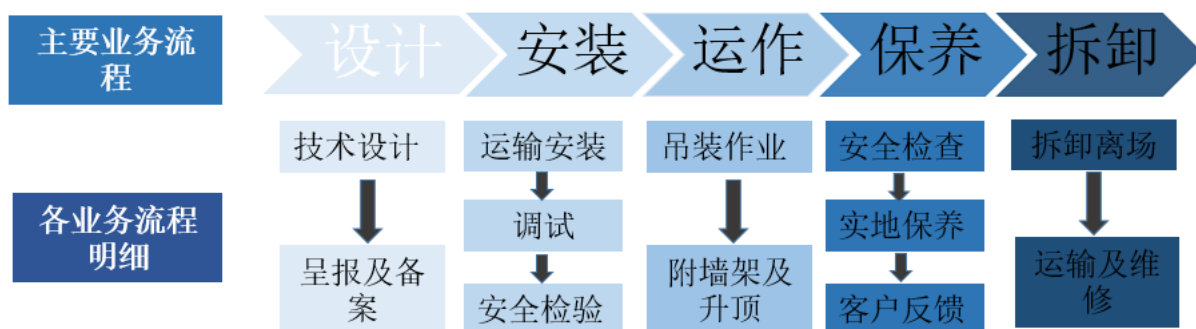 主要业务流
程
设计
安装
运作
保养
拆卸
各业务流程
明细
技术设计
呈报及备
案
运输安装
调试
安全检验
吊装作业
附墙架及
升顶
安全检查
实地保养
客户反馈
拆卸离场
运输及维
修